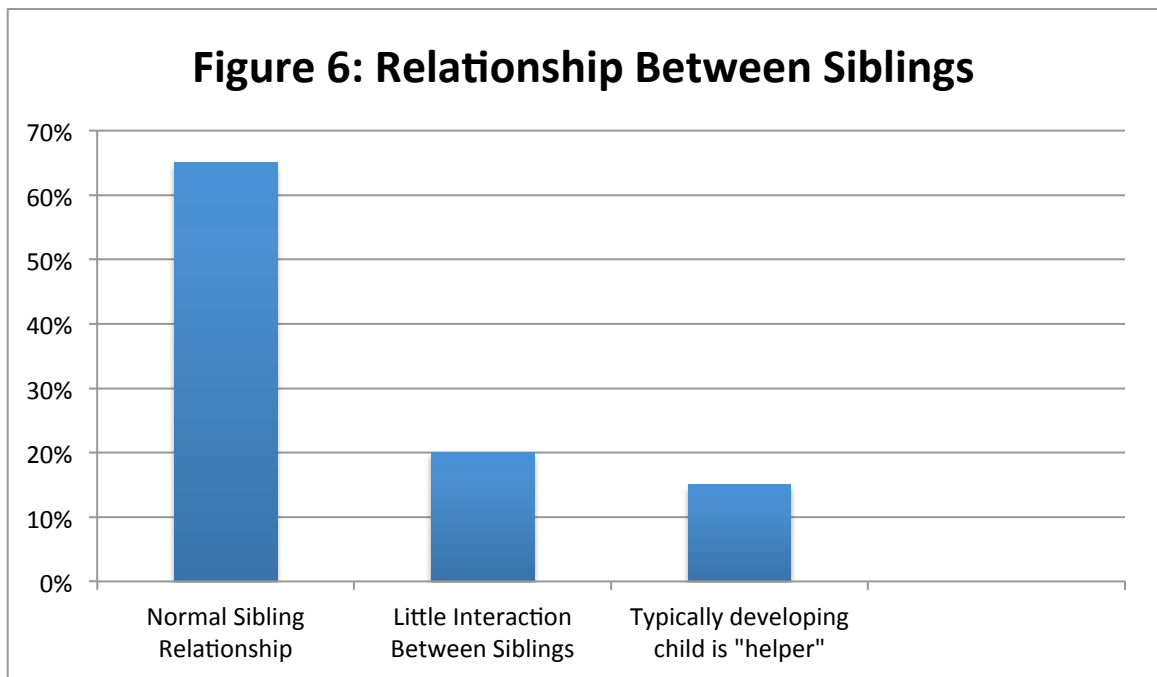 Figure 6: Relationship Between Siblings
70%
60%
50%
40%
30%
20%
10%
0%
Normal Sibling
Relationship
Little Interaction
Between Siblings
Typically developing
child is "helper"